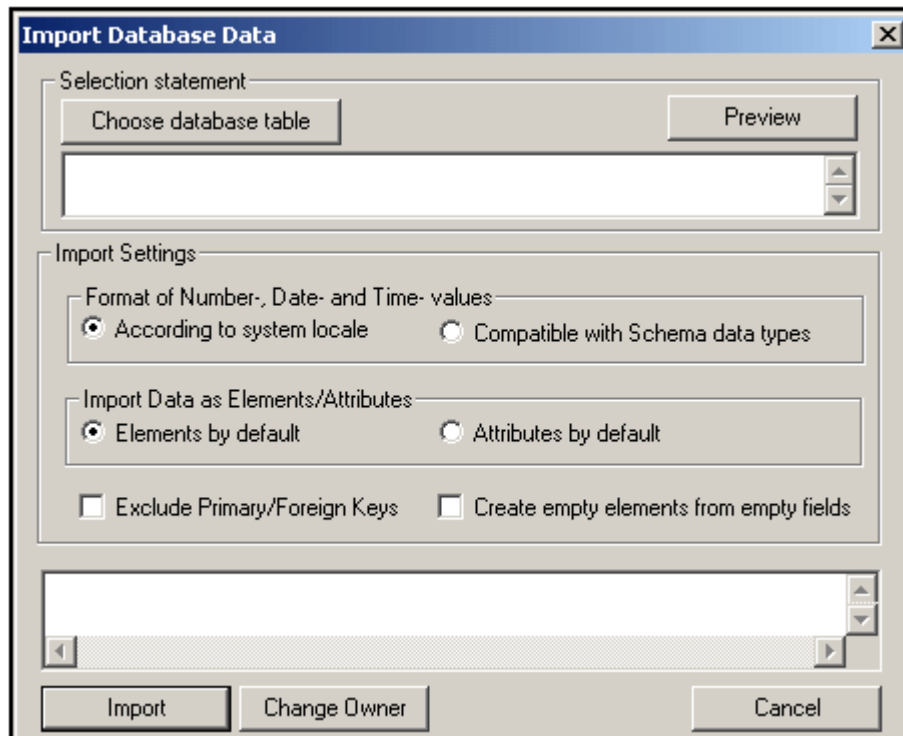 Import Database Data
Selection statement
Choose database table
Preview
Import Settings
Format of Number-, Date- and Time- values
According to system locale
Compatible with Schema data types
Import Data as Elements/Attributes
Elements by default
Attributes by default
Exclude Primary/Foreign Keys
Create empty elements from empty fields
Import
Change Owner
Cancel